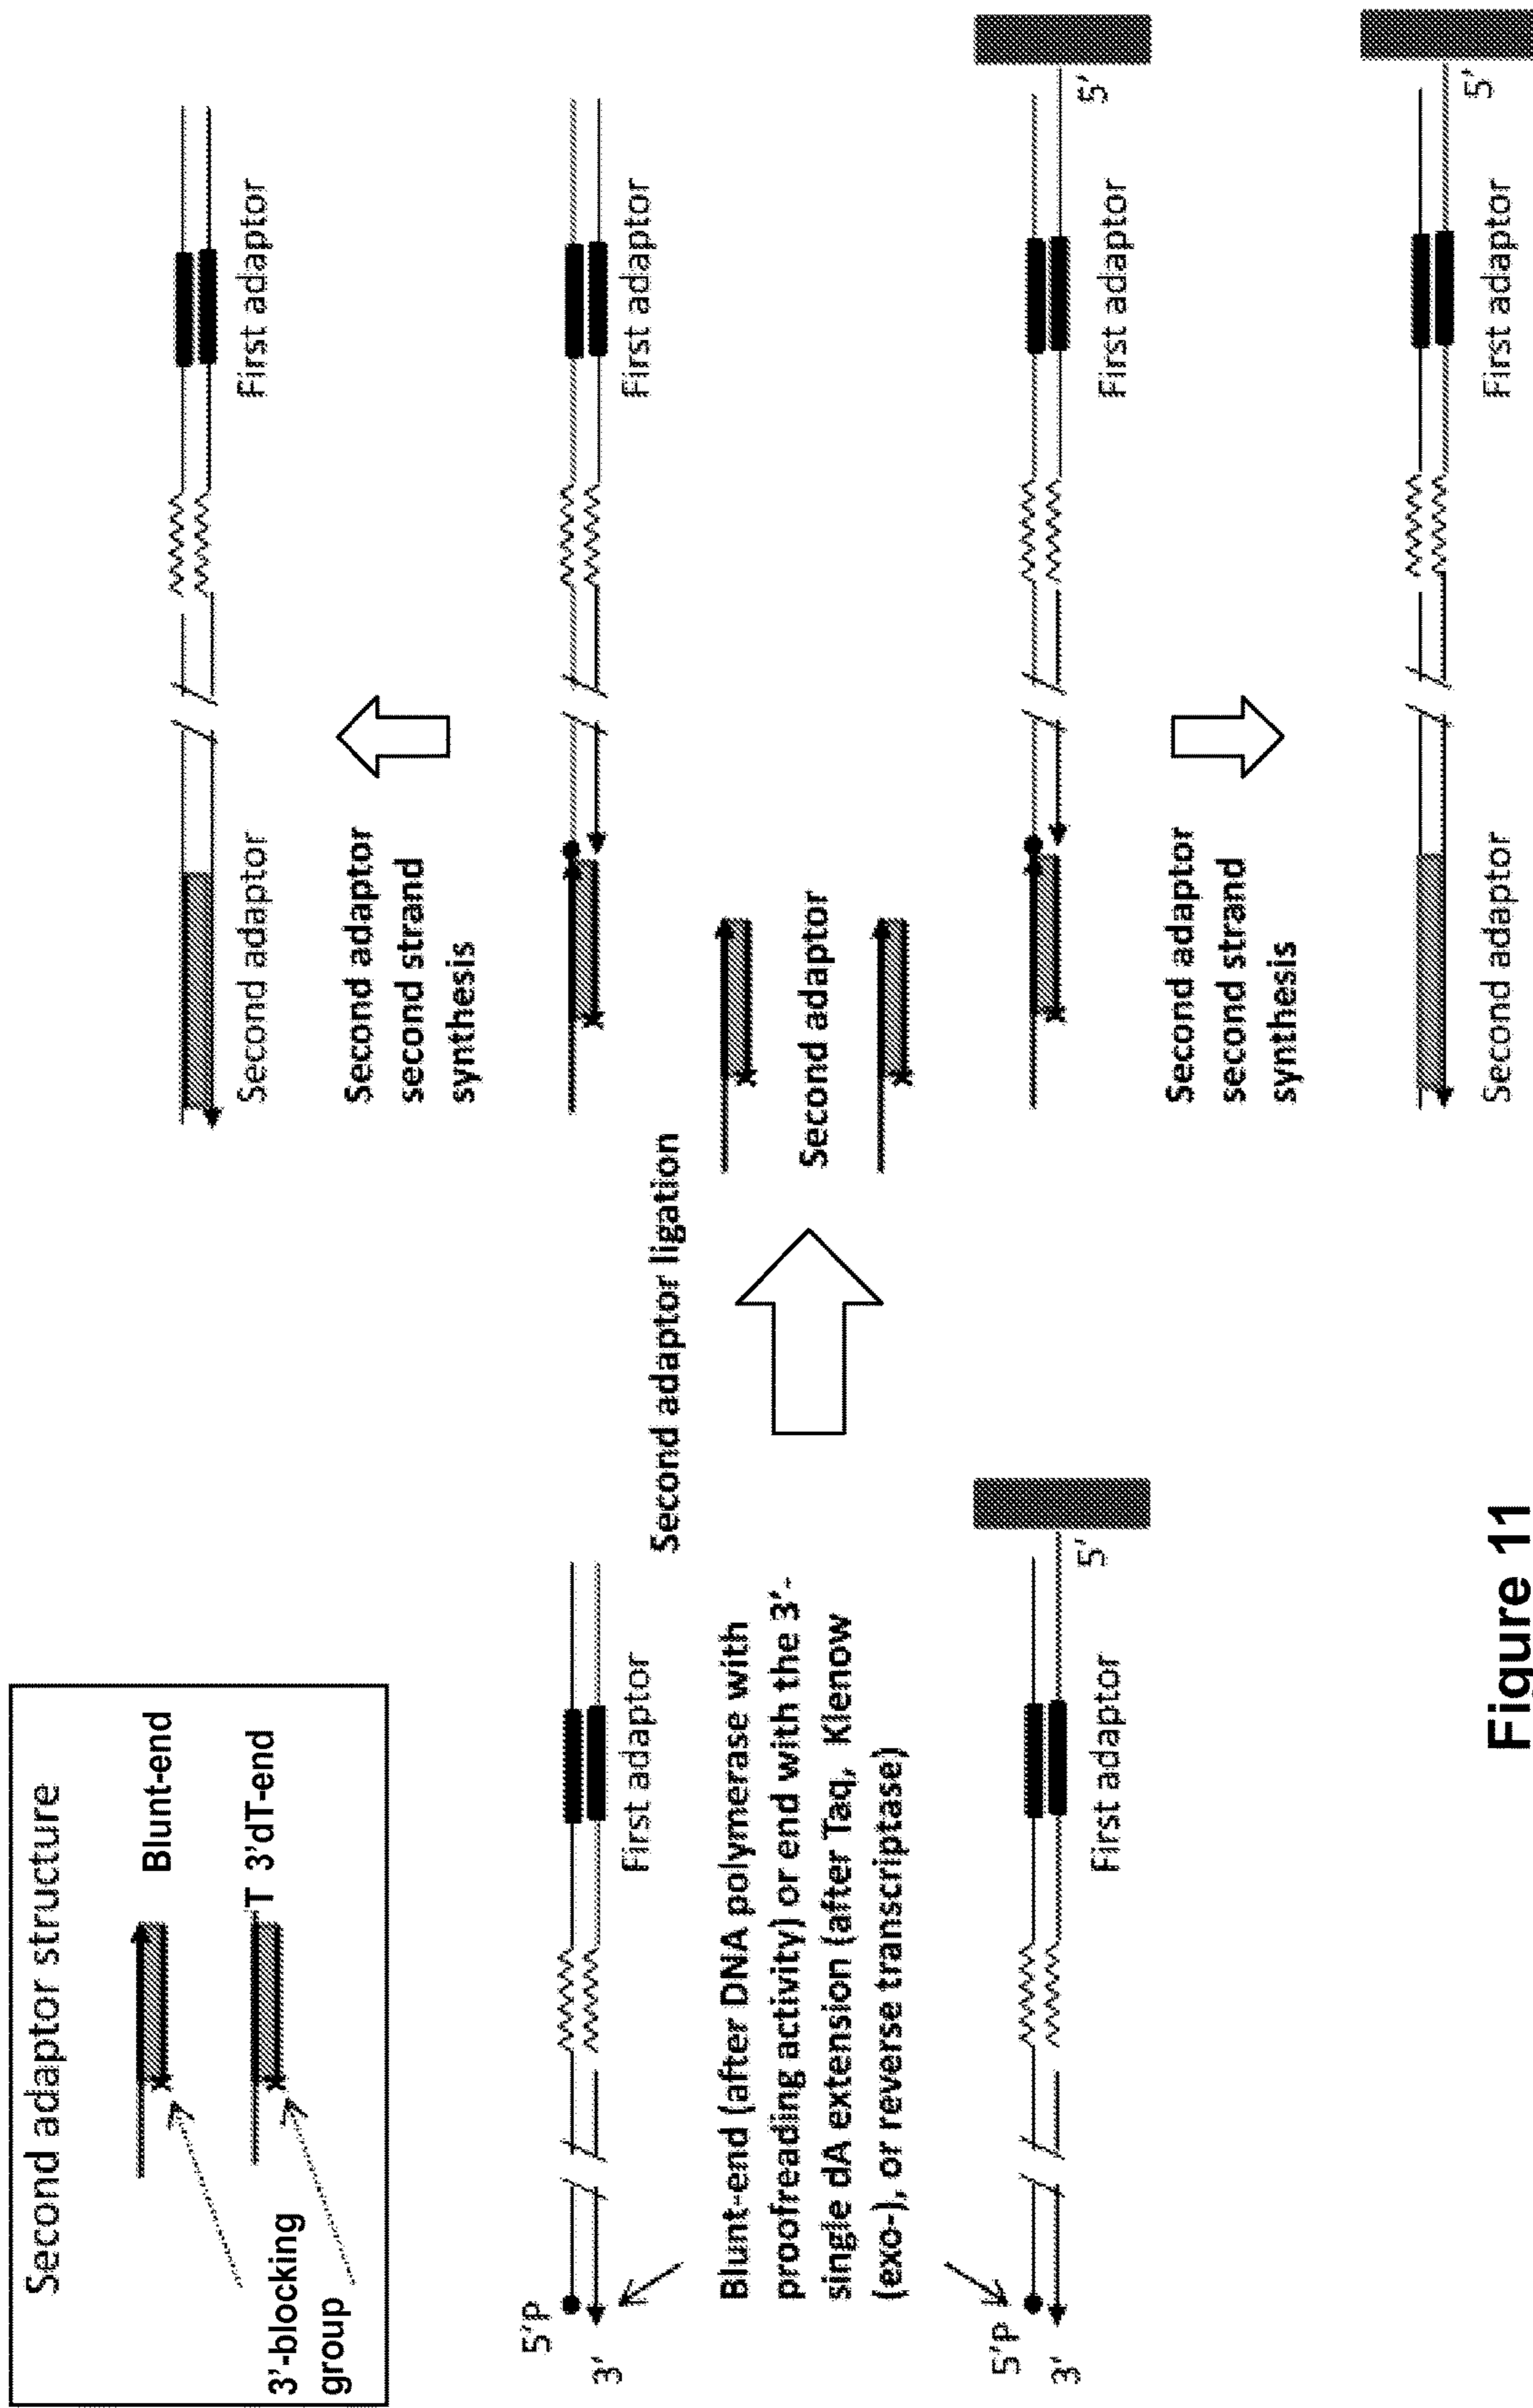 Second adaptor structure
Blunt-end
T 3'dT-end
3'-blocking
group
5'P
3'
First adaptor
Blunt-end (after DNA polymerase with
proofreading activity) or end with the 3'-
single dA extension (after Taq, Klenow
(exo-), or reverse transcriptase)
5'P
3'
5'
First adaptor
Second adaptor ligation
Second adaptor
Second adaptor
First adaptor
Second adaptor
second strand
synthesis
First adaptor
5'
First adaptor
Second adaptor
second strand
synthesis
5'
Second adaptor
First adaptor
Figure 11